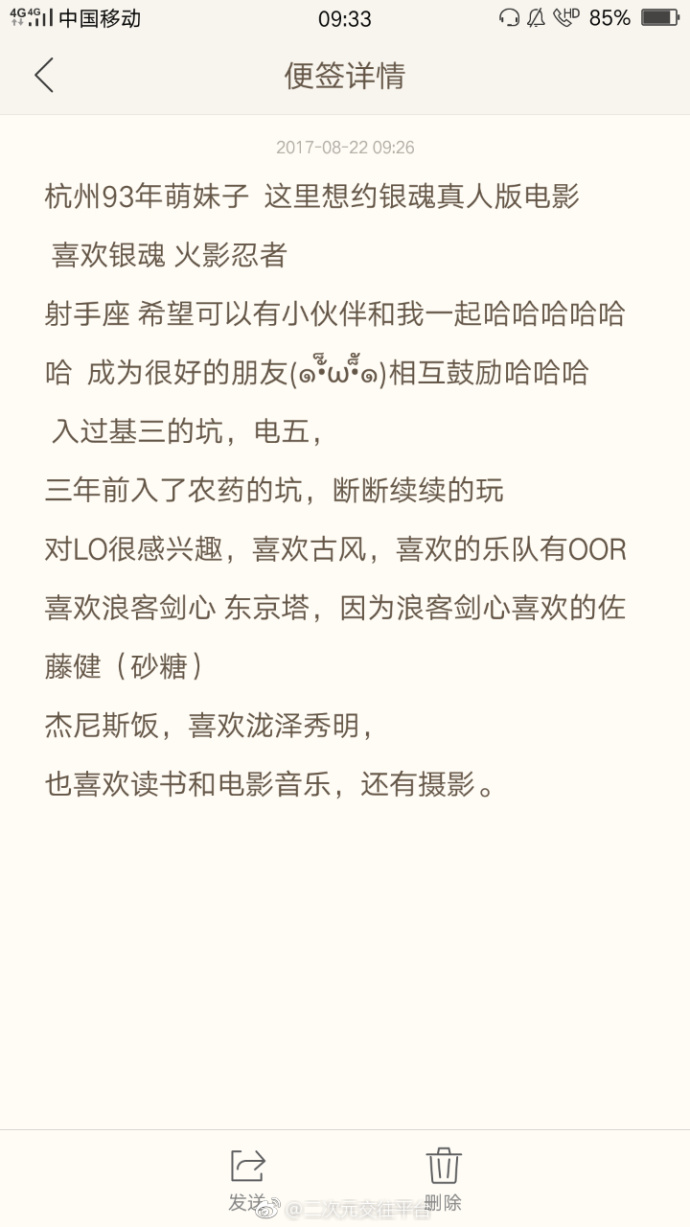 4G 4G 中国移动 09:33 HD 85%
便签详情
2017-08-22 09:26
杭州93年萌妹子 这里想约银魂真人版电影
喜欢银魂 火影忍者
射手座 希望可以有小伙伴和我一起哈哈哈哈哈
哈 成为很好的朋友(๑•̀ω•́๑)相互鼓励哈哈哈
入过基三的坑，电五，
三年前入了农药的坑，断断续续的玩
对LO很感兴趣，喜欢古风，喜欢的乐队有OOR
喜欢浪客剑心 东京塔，因为浪客剑心喜欢的佐
藤健（砂糖）
杰尼斯饭，喜欢泷泽秀明，
也喜欢读书和电影音乐，还有摄影。
发送 删除
@二次元交往平台